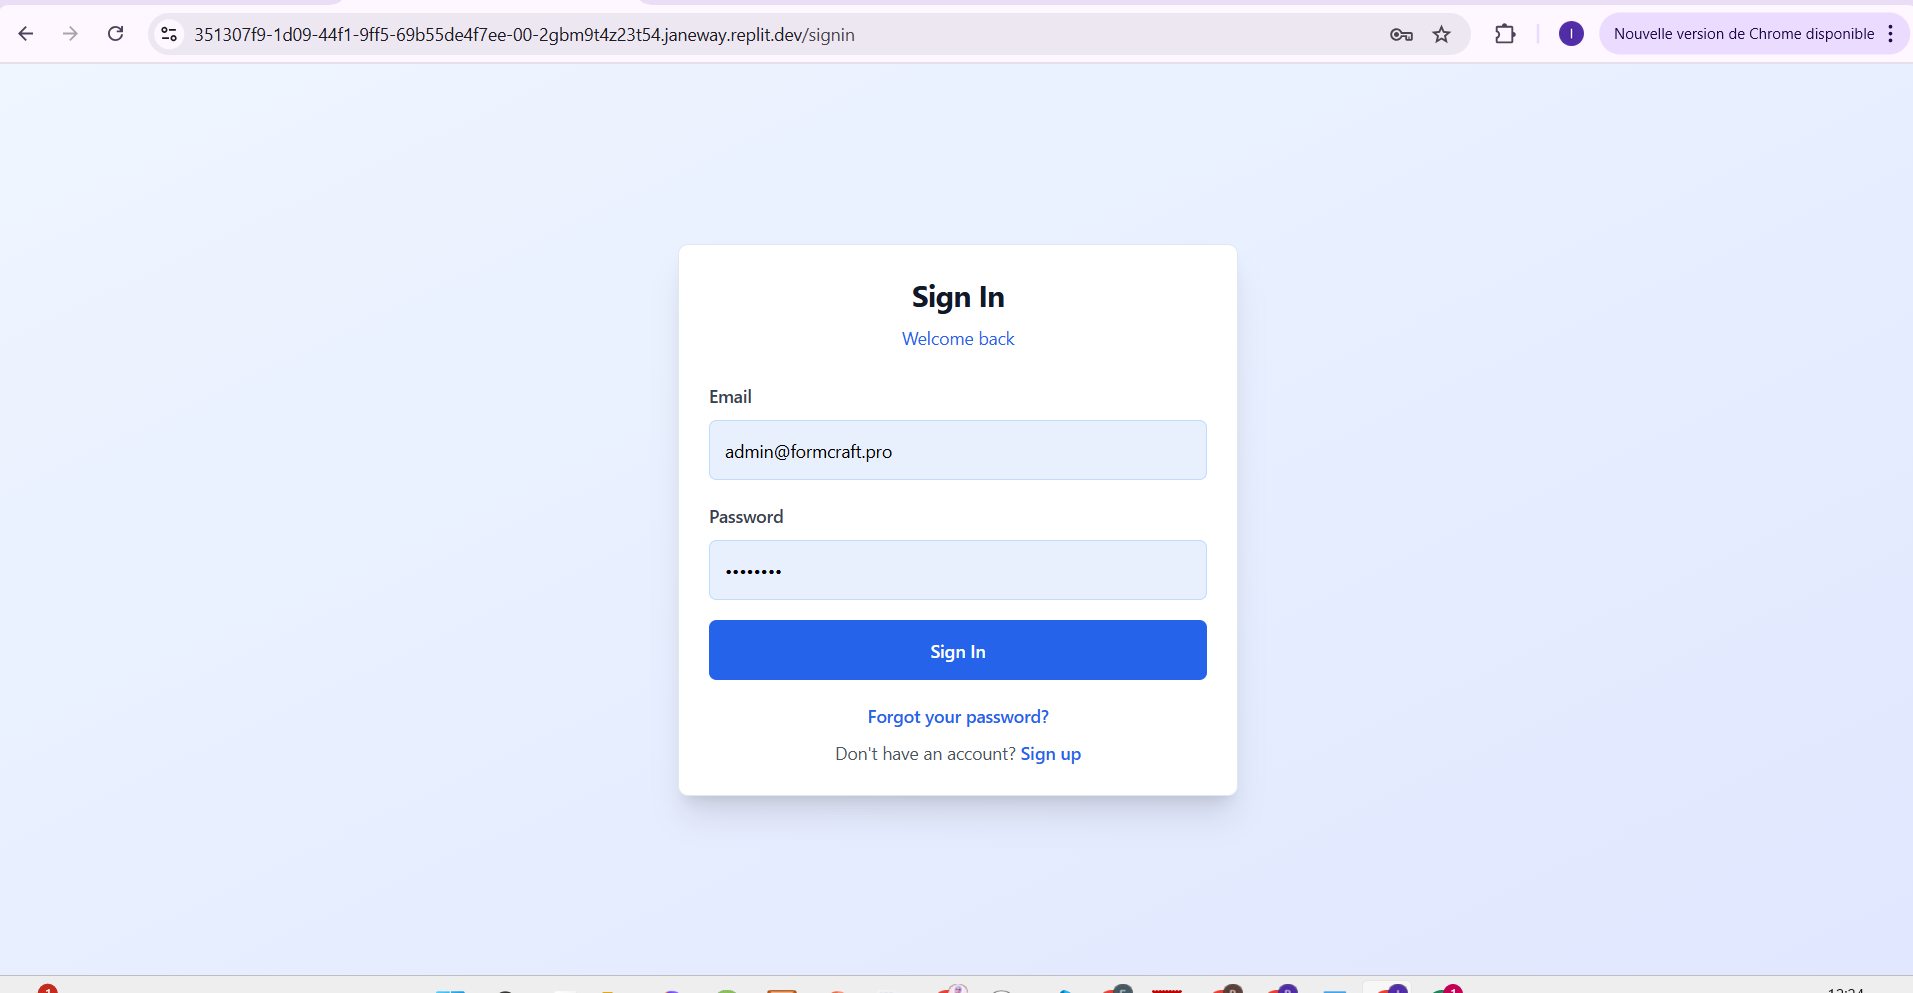 351307f9-1d09-44f1-9ff5-69b55de4f7ee-00-2gbm9t4z23t54.janeway.replit.dev/signin
I
Nouvelle version de Chrome disponible
Sign In
Welcome back
Email
admin@formcraft.pro
Password
••••••••
Sign In
Forgot your password?
Don't have an account? Sign up